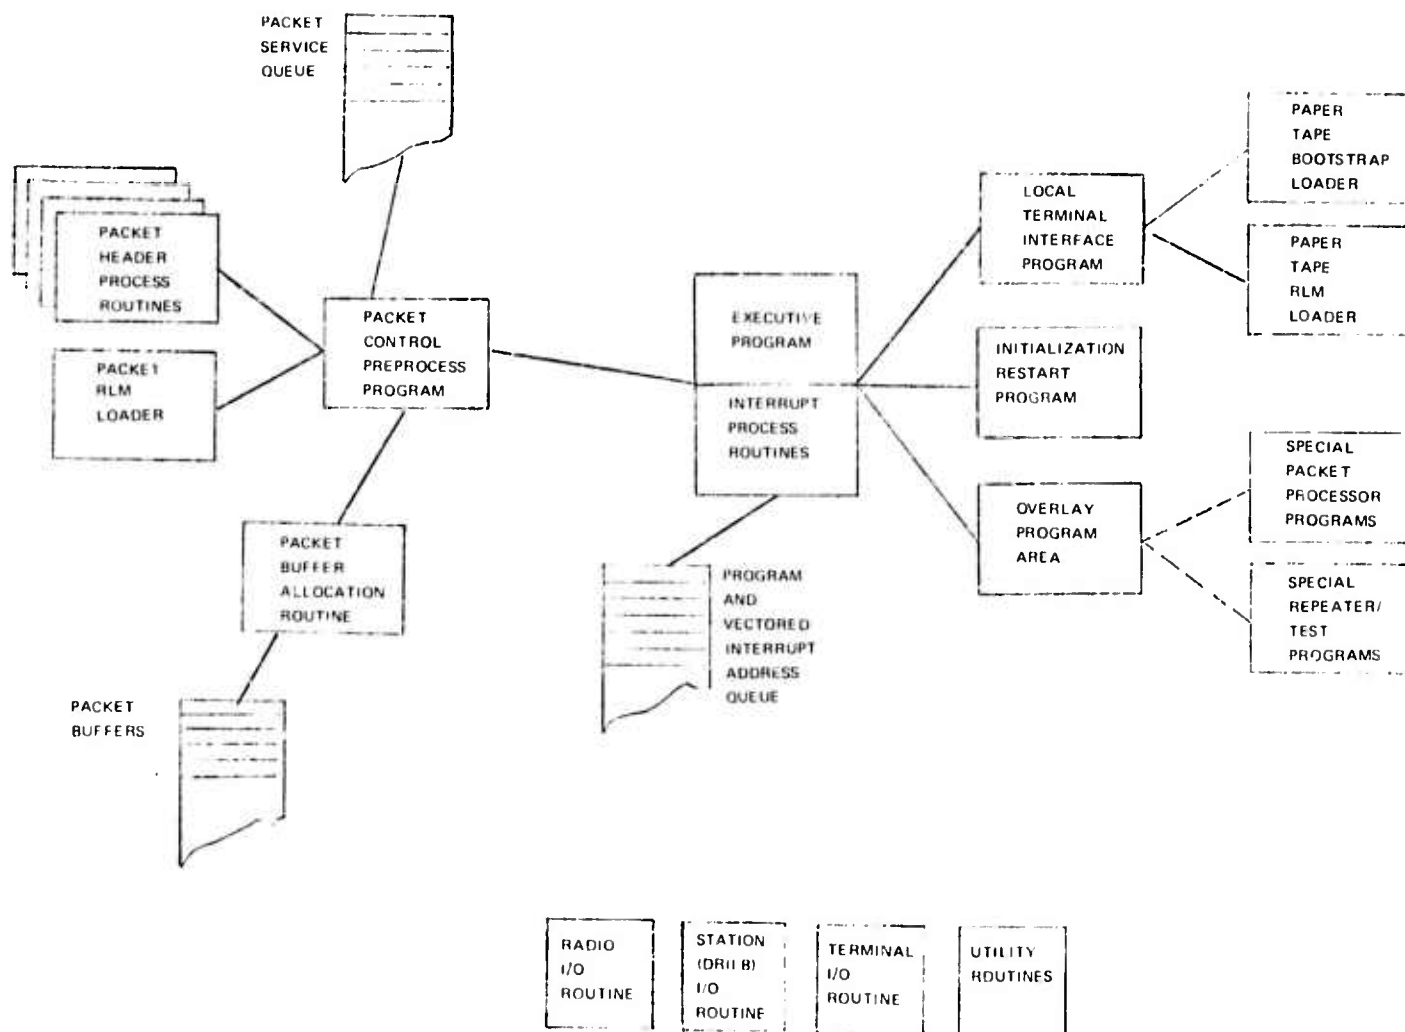 PACKET
SERVICE
QUEUE
PACKET
HEADER
PROCESS
ROUTINES
PACKET
RLM
LOADER
PACKET
CONTROL
PREPROCESS
PROGRAM
PACKET
BUFFER
ALLOCATION
ROUTINE
PACKET
BUFFERS
EXECUTIVE
PROGRAM
INTERRUPT
PROCESS
ROUTINES
PROGRAM
AND
VECTORED
INTERRUPT
ADDRESS
QUEUE
LOCAL
TERMINAL
INTERFACE
PROGRAM
INITIALIZATION
RESTART
PROGRAM
OVERLAY
PROGRAM
AREA
PAPER
TAPE
BOOTSTRAP
LOADER
PAPER
TAPE
RLM
LOADER
SPECIAL
PACKET
PROCESSOR
PROGRAMS
SPECIAL
REPEATER/
TEST
PROGRAMS
RADIO
I/O
ROUTINE
STATION
I/O
ROUTINE
TERMINAL
I/O
ROUTINE
UTILITY
ROUTINES